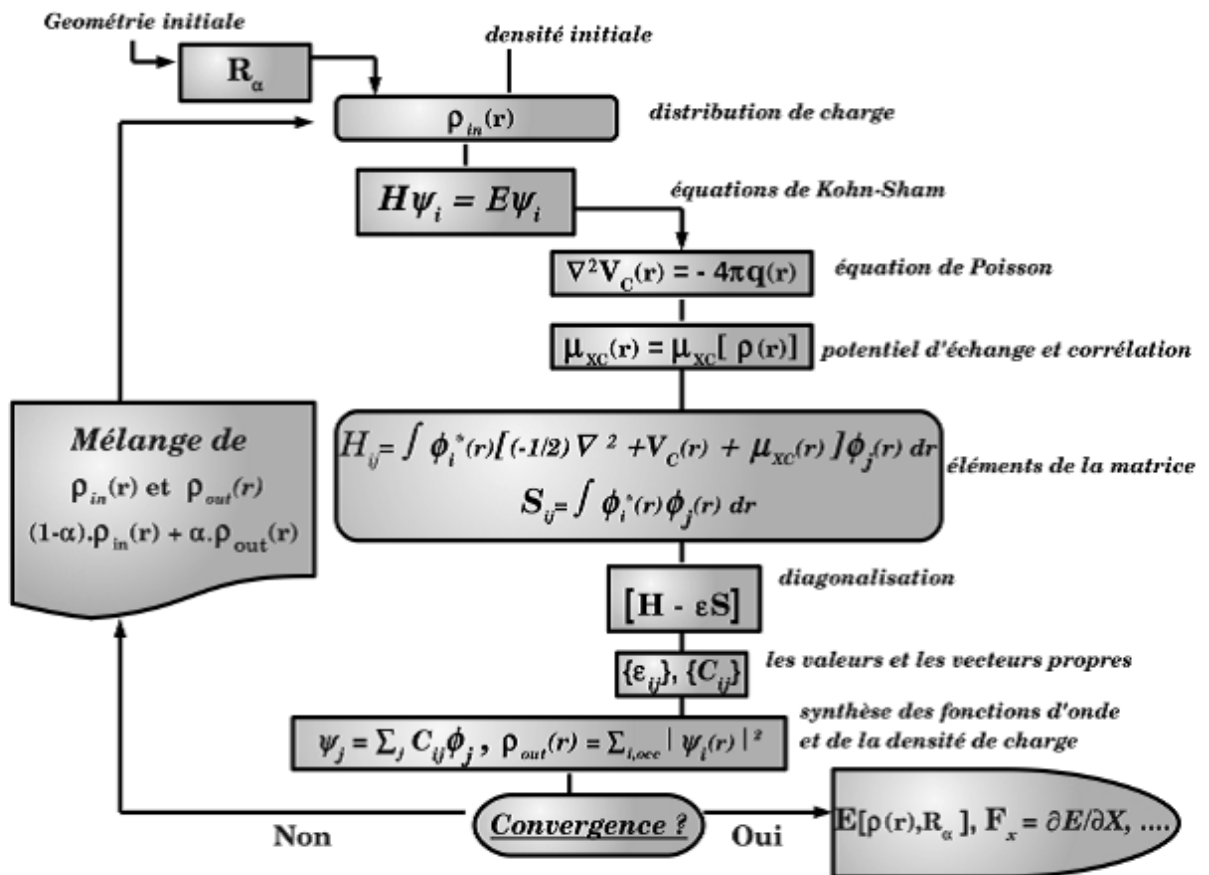 Geométrie initiale
densité initiale
R_α
ρ_in(r)
distribution de charge
Hψ_i = Eψ_i
équations de Kohn-Sham
∇²V_C(r) = - 4πq(r)
équation de Poisson
μ_XC(r) = μ_XC[ ρ(r)]
potentiel d'échange et corrélation
Mélange de
ρ_in(r) et ρ_out(r)
(1-α).ρ_in(r) + α.ρ_out(r)
H_ij = ∫ ϕ_i*(r)[(-1/2) ∇ ² +V_C(r) + μ_XC(r) ]ϕ_j(r) dr
S_ij = ∫ ϕ_i*(r)ϕ_j(r) dr
éléments de la matrice
diagonalisation
[H - εS]
{ε_ij}, {C_ij}
les valeurs et les vecteurs propres
synthèse des fonctions d'onde
et de la densité de charge
ψ_j = ∑_j C_ijϕ_j , ρ_out(r) = ∑_i,occ | ψ_i(r) | ²
Non
Convergence ?
Oui
E[ρ(r),R_α ], F_x = ∂E/∂X, ....